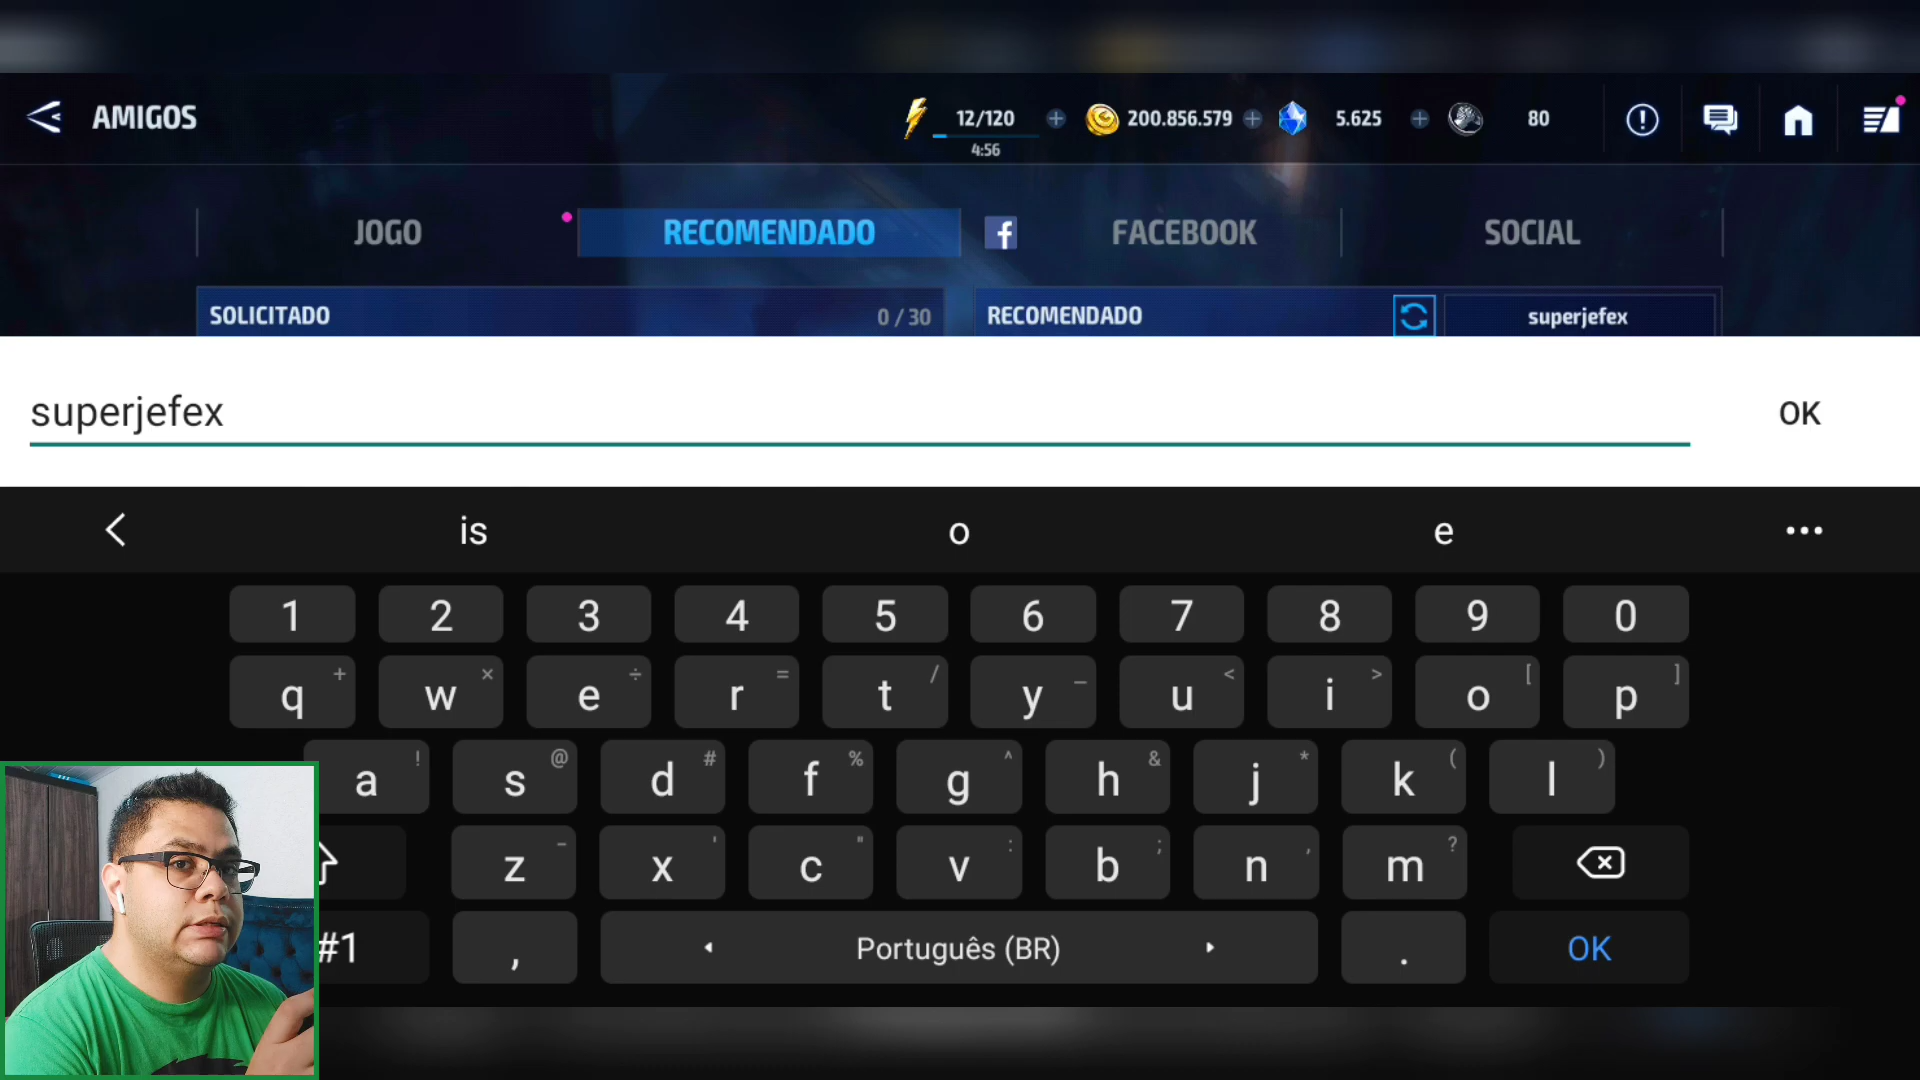 AMIGOS
12/120
4:56
200.856.579
5.625
80
JOGO
RECOMENDADO
f
FACEBOOK
SOCIAL
SOLICITADO
0 / 30
RECOMENDADO
superjefex
superjefex
OK
is
o
e
...
1 2 3 4 5 6 7 8 9 0
q + w × e ÷ r = t / y _ u < i > o [ p ]
a ! s @ d # f % g ^ h & j * k ( l )
z - x ' c " v : b ; n , m ?
#1 , Português (BR) . OK